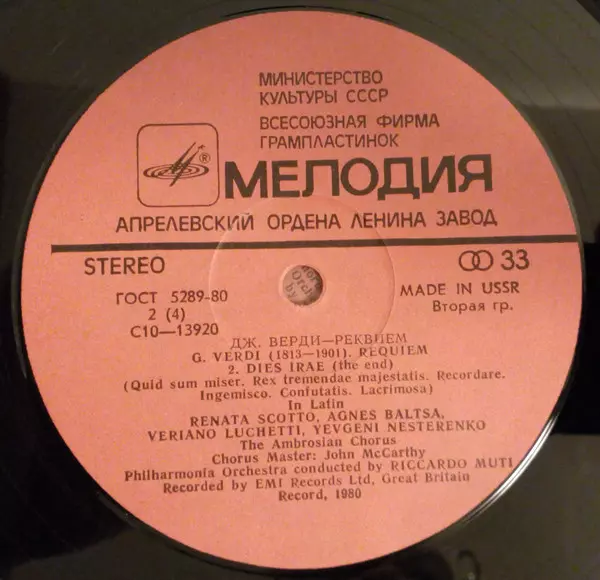 МИНИСТЕРСТВО
КУЛЬТУРЫ СССР
ВСЕСОЮЗНАЯ ФИРМА
ГРАМПЛАСТИНОК
®
МЕЛОДИЯ
АПРЕЛЕВСКИЙ ОРДЕНА ЛЕНИНА ЗАВОД
STEREO
33
ГОСТ 5289-80
MADE IN USSR
2 (4)
Вторая гр.
С10—13920
Orch
by
ДЖ. ВЕРДИ—РЕКВИЕМ
G. VERDI (1813—1901). REQUIEM
2. DIES IRAE (the end)
(Quid sum miser. Rex tremendae majestatis. Recordare.
Ingemisco. Confutatis. Lacrimosa)
In Latin
RENATA SCOTTO, AGNES BALTSA,
VERIANO LUCHETTI, YEVGENI NESTERENKO
The Ambrosian Chorus
Chorus Master: John McCarthy
Philharmonia Orchestra conducted by RICCARDO MUTI
Recorded by EMI Records Ltd, Great Britain
Record, 1980